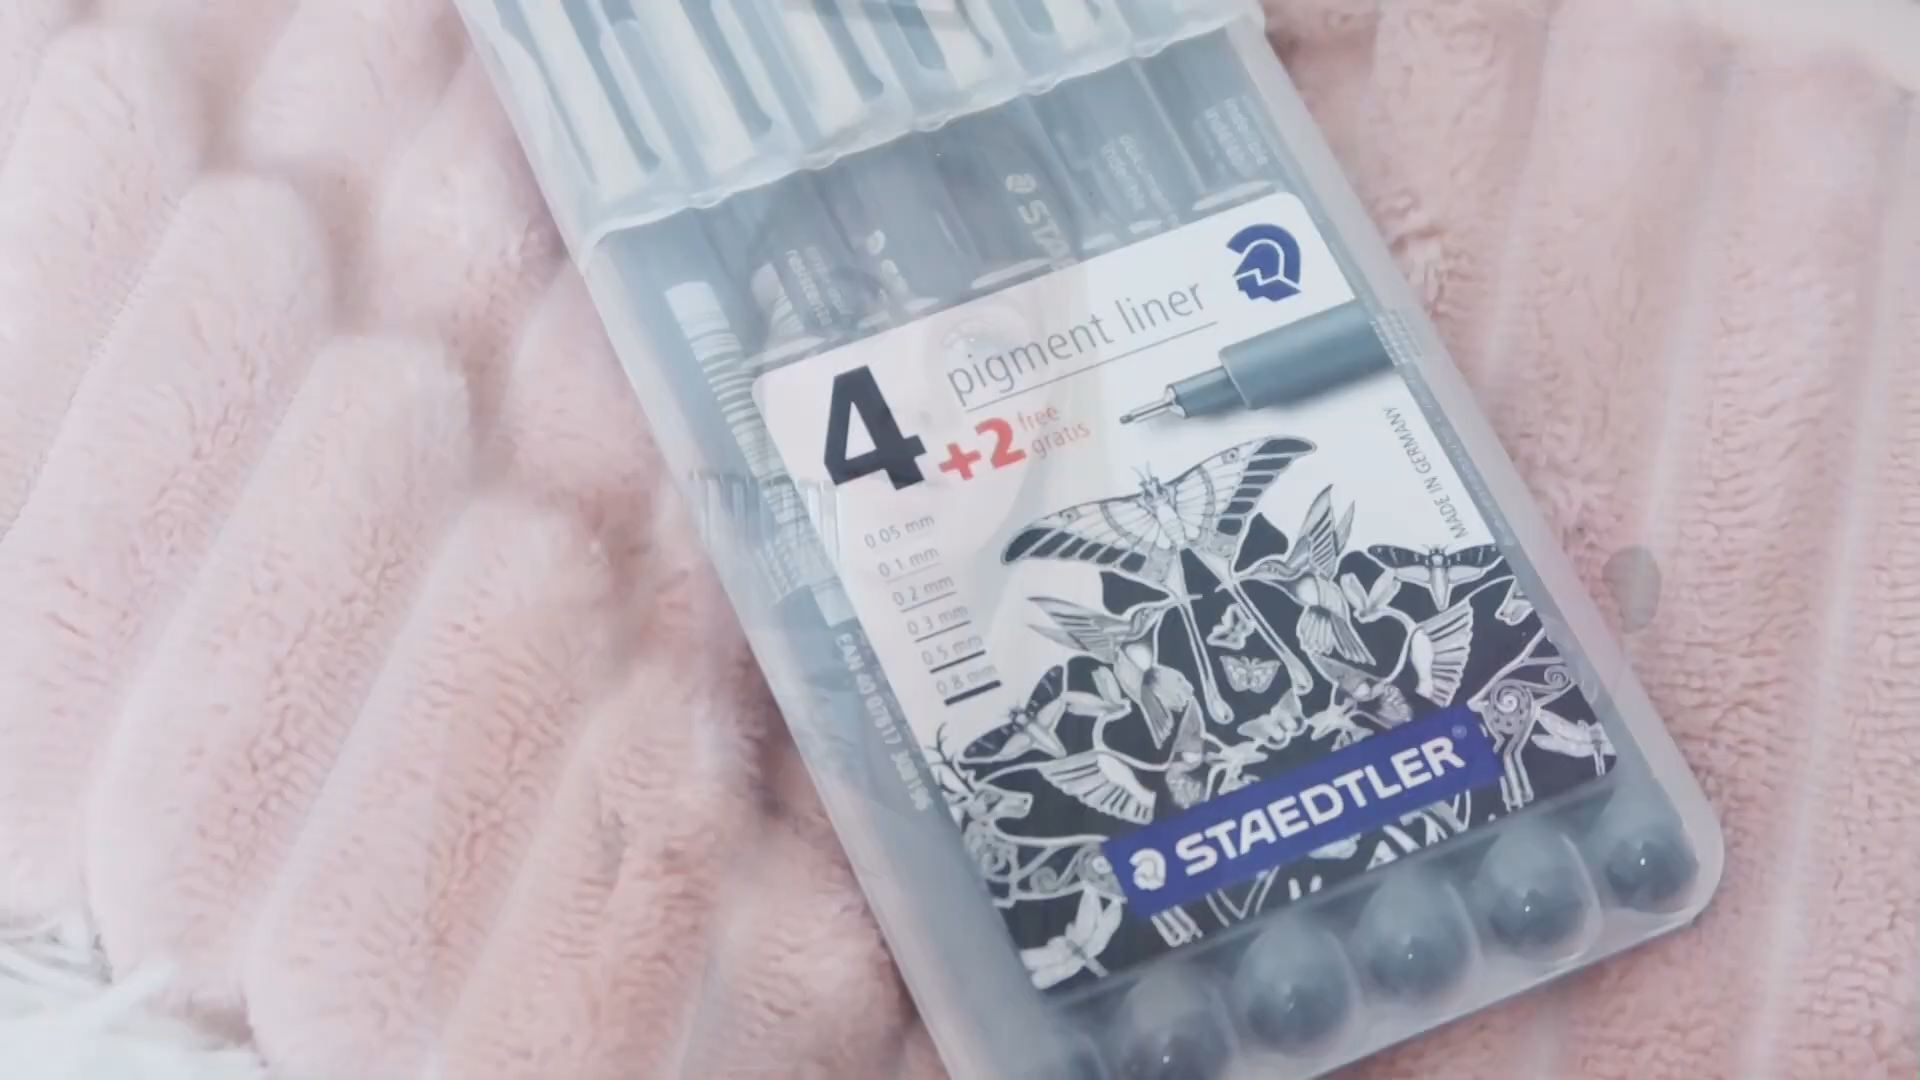 STA
pigment liner
4
+2 free
gratis
0.05 mm
0.1 mm
0.2 mm
0.3 mm
0.5 mm
0.8 mm
MADE IN GERMANY
STAEDTLER®